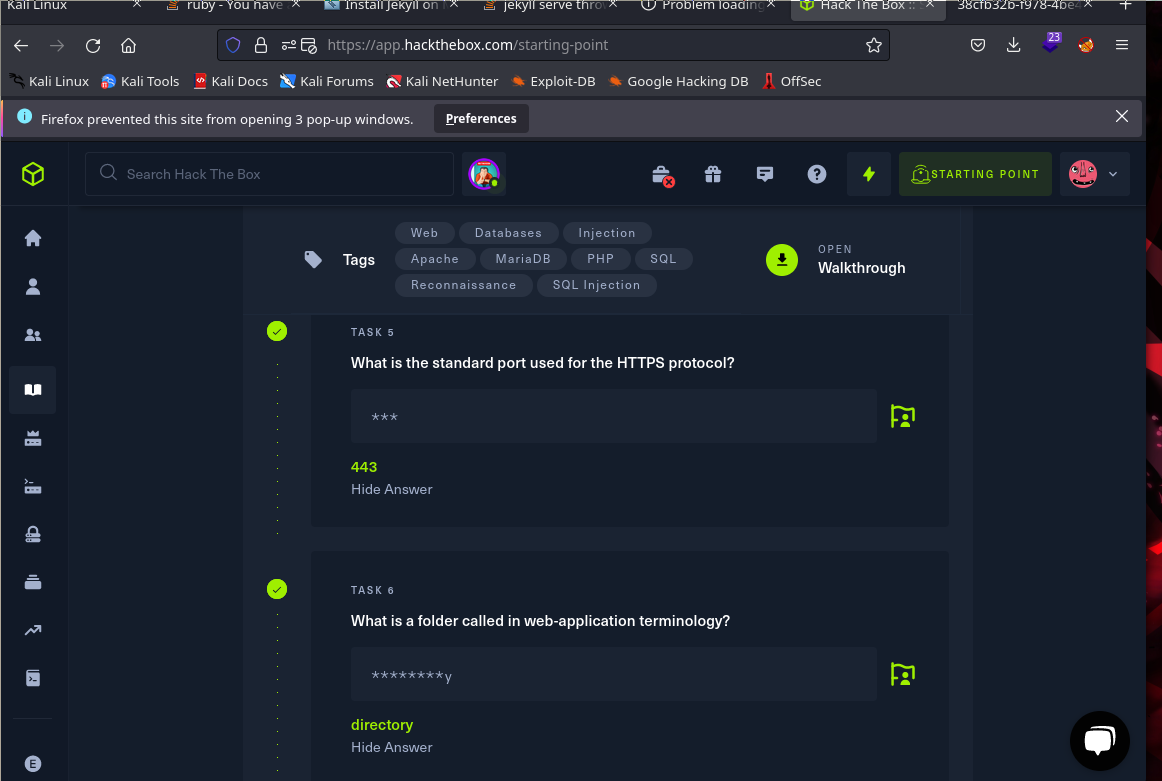 Kali Linux
ruby - You have
Install Jekyll on
jekyll serve throw
Problem loading
Hack The Box ::
38cf632b-f978-4be4
https://app.hackthebox.com/starting-point
23
Kali Linux
Kali Tools
Kali Docs
Kali Forums
Kali NetHunter
Exploit-DB
Google Hacking DB
OffSec
Firefox prevented this site from opening 3 pop-up windows.
Preferences
Search Hack The Box
STARTING POINT
Tags
Web
Databases
Injection
Apache
MariaDB
PHP
SQL
Reconnaissance
SQL Injection
OPEN
Walkthrough
TASK 5
What is the standard port used for the HTTPS protocol?
***
443
Hide Answer
TASK 6
What is a folder called in web-application terminology?
********y
directory
Hide Answer
E